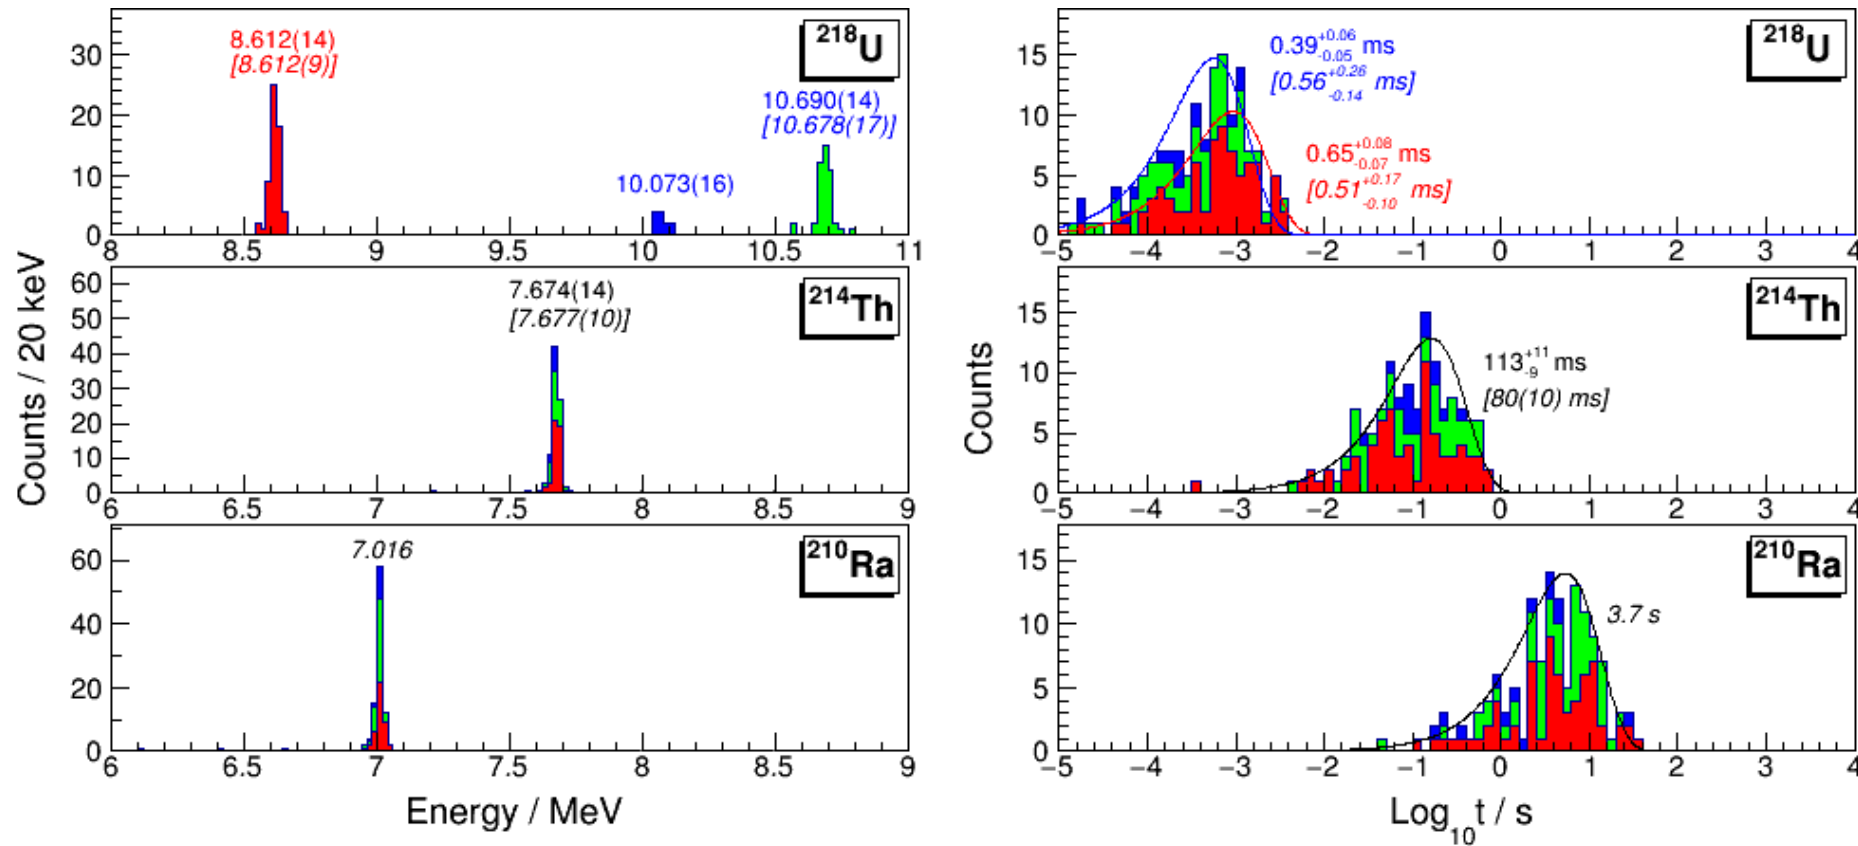 8.612(14)
[8.612(9)]
²¹⁸U
10.690(14)
[10.678(17)]
10.073(16)
30
20
10
0
8 8.5 9 9.5 10 10.5 11
7.674(14)
[7.677(10)]
²¹⁴Th
60
50
40
30
20
10
0
6 6.5 7 7.5 8 8.5 9
7.016
²¹⁰Ra
60
40
20
0
6 6.5 7 7.5 8 8.5 9
Counts / 20 keV
Energy / MeV
0.39 +0.06 -0.05 ms
[0.56 +0.26 -0.14 ms]
²¹⁸U
0.65 +0.08 -0.07 ms
[0.51 +0.17 -0.10 ms]
15
10
5
0
−5 −4 −3 −2 −1 0 1 2 3 4
²¹⁴Th
113 +11 -9 ms
[80(10) ms]
15
10
5
0
−5 −4 −3 −2 −1 0 1 2 3 4
²¹⁰Ra
3.7 s
15
10
5
0
−5 −4 −3 −2 −1 0 1 2 3 4
Counts
Log₁₀t / s